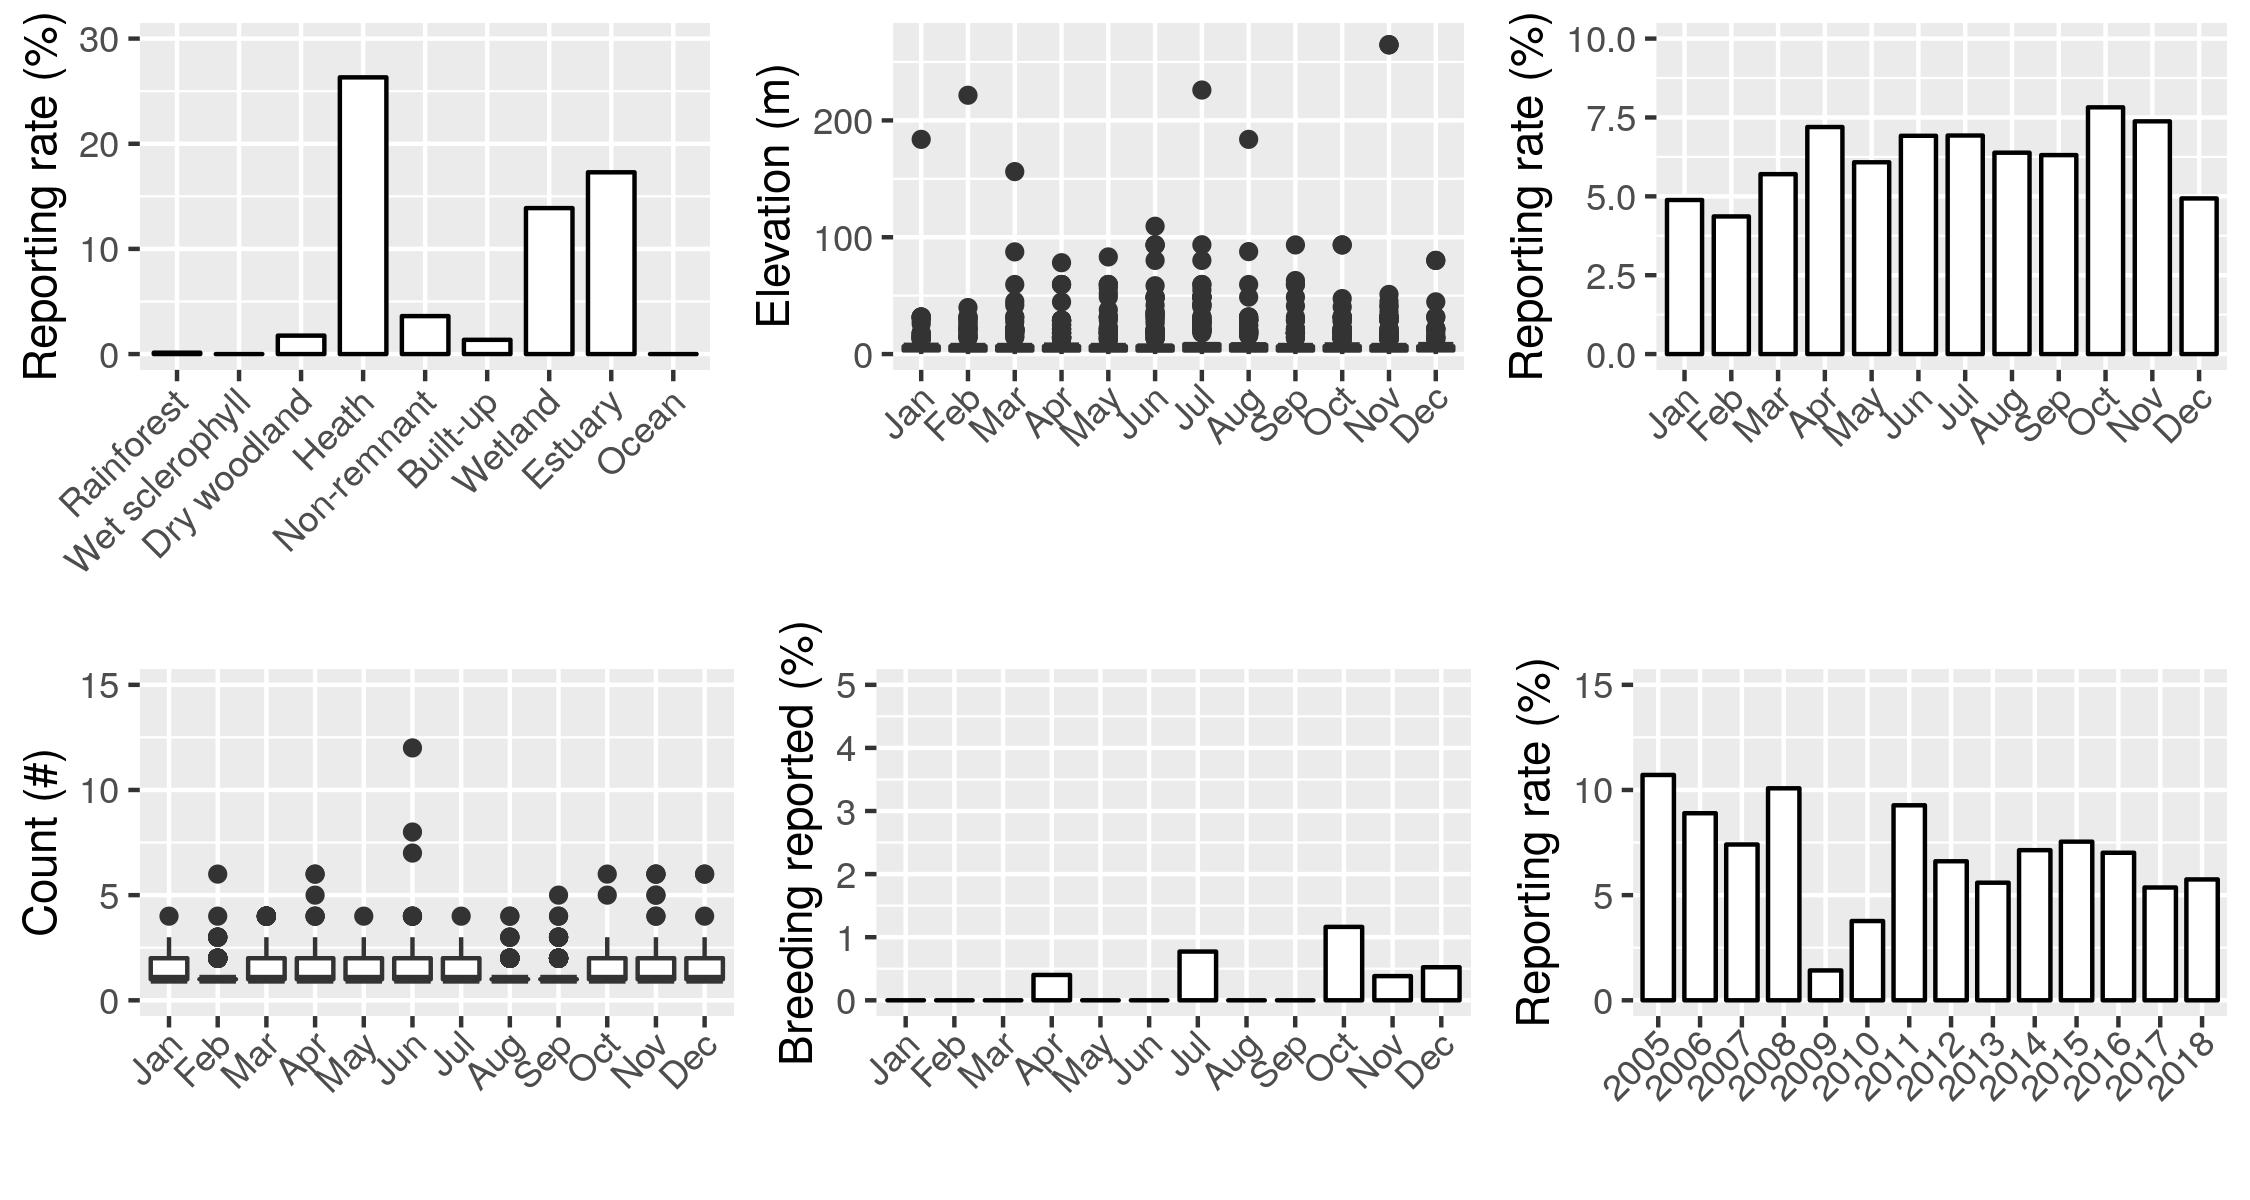 Reporting rate (%)
30
20
10
0
Rainforest
Wet sclerophyll
Dry woodland
Heath
Non-remnant
Built-up
Wetland
Estuary
Ocean
Elevation (m)
200
100
0
Jan
Feb
Mar
Apr
May
Jun
Jul
Aug
Sep
Oct
Nov
Dec
Reporting rate (%)
10.0
7.5
5.0
2.5
0.0
Jan
Feb
Mar
Apr
May
Jun
Jul
Aug
Sep
Oct
Nov
Dec
Count (#)
15
10
5
0
Jan
Feb
Mar
Apr
May
Jun
Jul
Aug
Sep
Oct
Nov
Dec
Breeding reported (%)
5
4
3
2
1
0
Jan
Feb
Mar
Apr
May
Jun
Jul
Aug
Sep
Oct
Nov
Dec
Reporting rate (%)
15
10
5
0
2005
2006
2007
2008
2009
2010
2011
2012
2013
2014
2015
2016
2017
2018